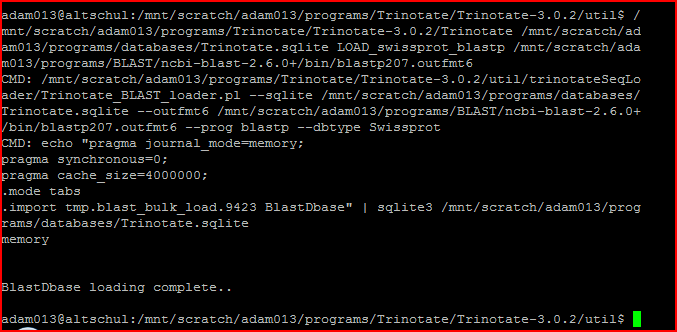 adam013@altschul:/mnt/scratch/adam013/programs/Trinotate/Trinotate-3.0.2/util$ /
mnt/scratch/adam013/programs/Trinotate/Trinotate-3.0.2/Trinotate /mnt/scratch/ad
am013/programs/databases/Trinotate.sqlite LOAD_swissprot_blastp /mnt/scratch/ada
m013/programs/BLAST/ncbi-blast-2.6.0+/bin/blastp207.outfmt6
CMD: /mnt/scratch/adam013/programs/Trinotate/Trinotate-3.0.2/util/trinotateSeqLo
ader/Trinotate_BLAST_loader.pl --sqlite /mnt/scratch/adam013/programs/databases/
Trinotate.sqlite --outfmt6 /mnt/scratch/adam013/programs/BLAST/ncbi-blast-2.6.0+
/bin/blastp207.outfmt6 --prog blastp --dbtype Swissprot
CMD: echo "pragma journal_mode=memory;
pragma synchronous=0;
pragma cache_size=4000000;
.mode tabs
.import tmp.blast_bulk_load.9423 BlastDbase" | sqlite3 /mnt/scratch/adam013/prog
rams/databases/Trinotate.sqlite
memory
BlastDbase loading complete..
adam013@altschul:/mnt/scratch/adam013/programs/Trinotate/Trinotate-3.0.2/util$